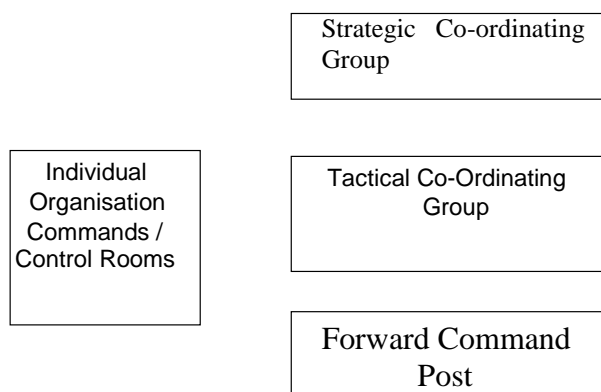 Strategic Co-ordinating
Group
Individual
Organisation
Commands /
Control Rooms
Tactical Co-Ordinating
Group
Forward Command
Post